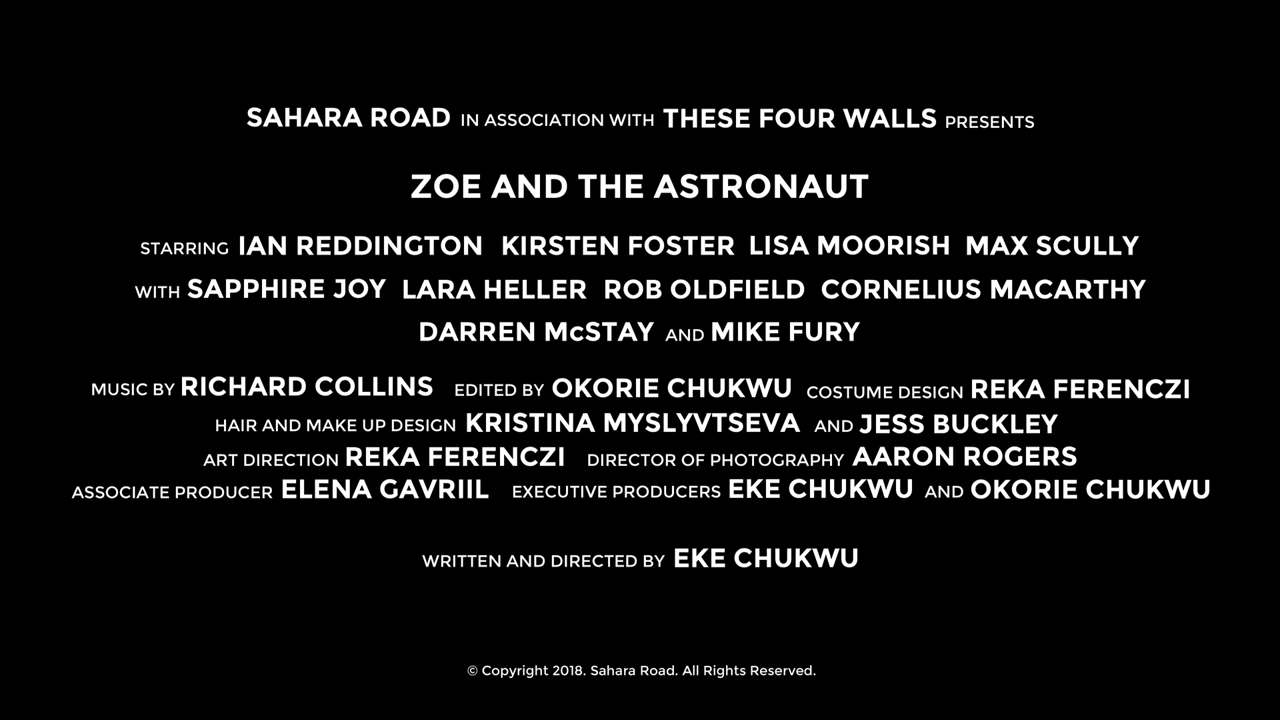 SAHARA ROAD IN ASSOCIATION WITH THESE FOUR WALLS PRESENTS
ZOE AND THE ASTRONAUT
STARRING IAN REDDINGTON KIRSTEN FOSTER LISA MOORISH MAX SCULLY
WITH SAPPHIRE JOY LARA HELLER ROB OLDFIELD CORNELIUS MACARTHY
DARREN McSTAY AND MIKE FURY
MUSIC BY RICHARD COLLINS EDITED BY OKORIE CHUKWU COSTUME DESIGN REKA FERENCZI
HAIR AND MAKE UP DESIGN KRISTINA MYSLYVTSEVA AND JESS BUCKLEY
ART DIRECTION REKA FERENCZI DIRECTOR OF PHOTOGRAPHY AARON ROGERS
ASSOCIATE PRODUCER ELENA GAVRIIL EXECUTIVE PRODUCERS EKE CHUKWU AND OKORIE CHUKWU
WRITTEN AND DIRECTED BY EKE CHUKWU
© Copyright 2018. Sahara Road. All Rights Reserved.